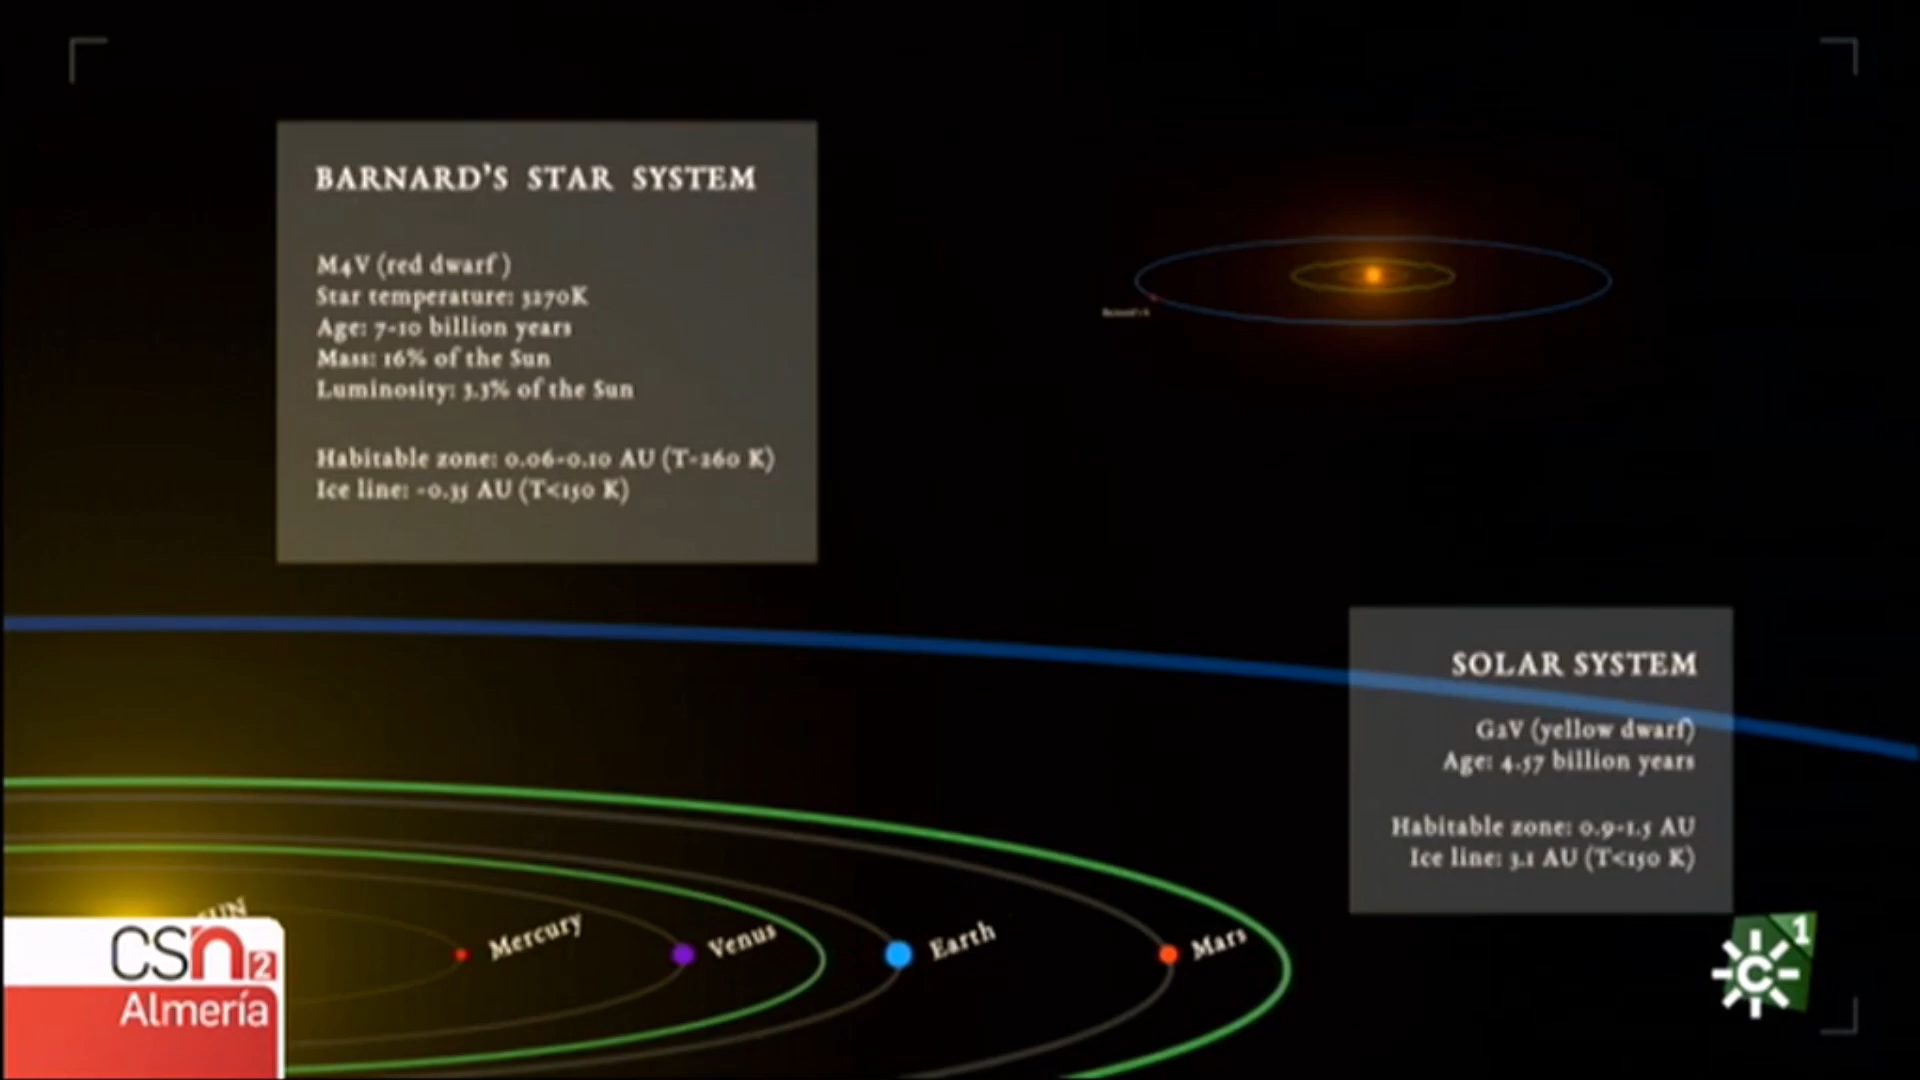 BARNARD'S STAR SYSTEM
M4V (red dwarf)
Star temperature: 3270K
Age: 7-10 billion years
Mass: 16% of the Sun
Luminosity: 3.3% of the Sun
Habitable zone: 0.06-0.10 AU (T~260 K)
Ice line: ~0.35 AU (T<150 K)
SOLAR SYSTEM
G2V (yellow dwarf)
Age: 4.57 billion years
Habitable zone: 0.9-1.5 AU
Ice line: 3.1 AU (T<150 K)
SUN
Mercury
Venus
Earth
Mars
CSn2
Almería
C 1